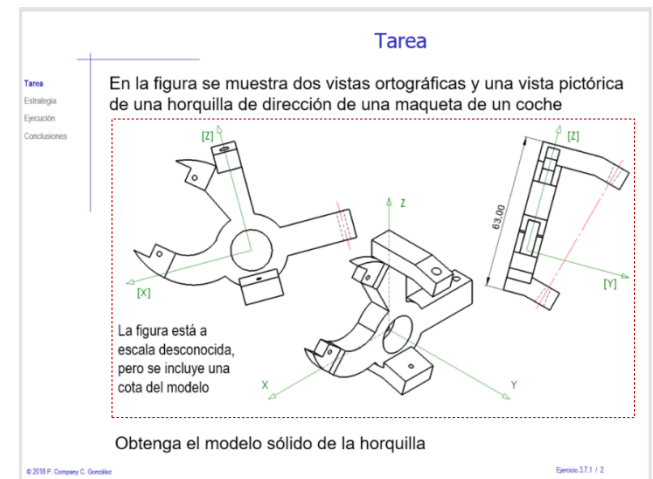 Tarea
Tarea
Estrategia
Ejecución
Conclusiones
En la figura se muestra dos vistas ortográficas y una vista pictórica
de una horquilla de dirección de una maqueta de un coche
[Z]
[X]
Z
X
Y
[Z]
63,00
[Y]
La figura está a
escala desconocida,
pero se incluye una
cota del modelo
Obtenga el modelo sólido de la horquilla
© 2018 P. Company C. González
Ejercicio 3.7.1 / 2